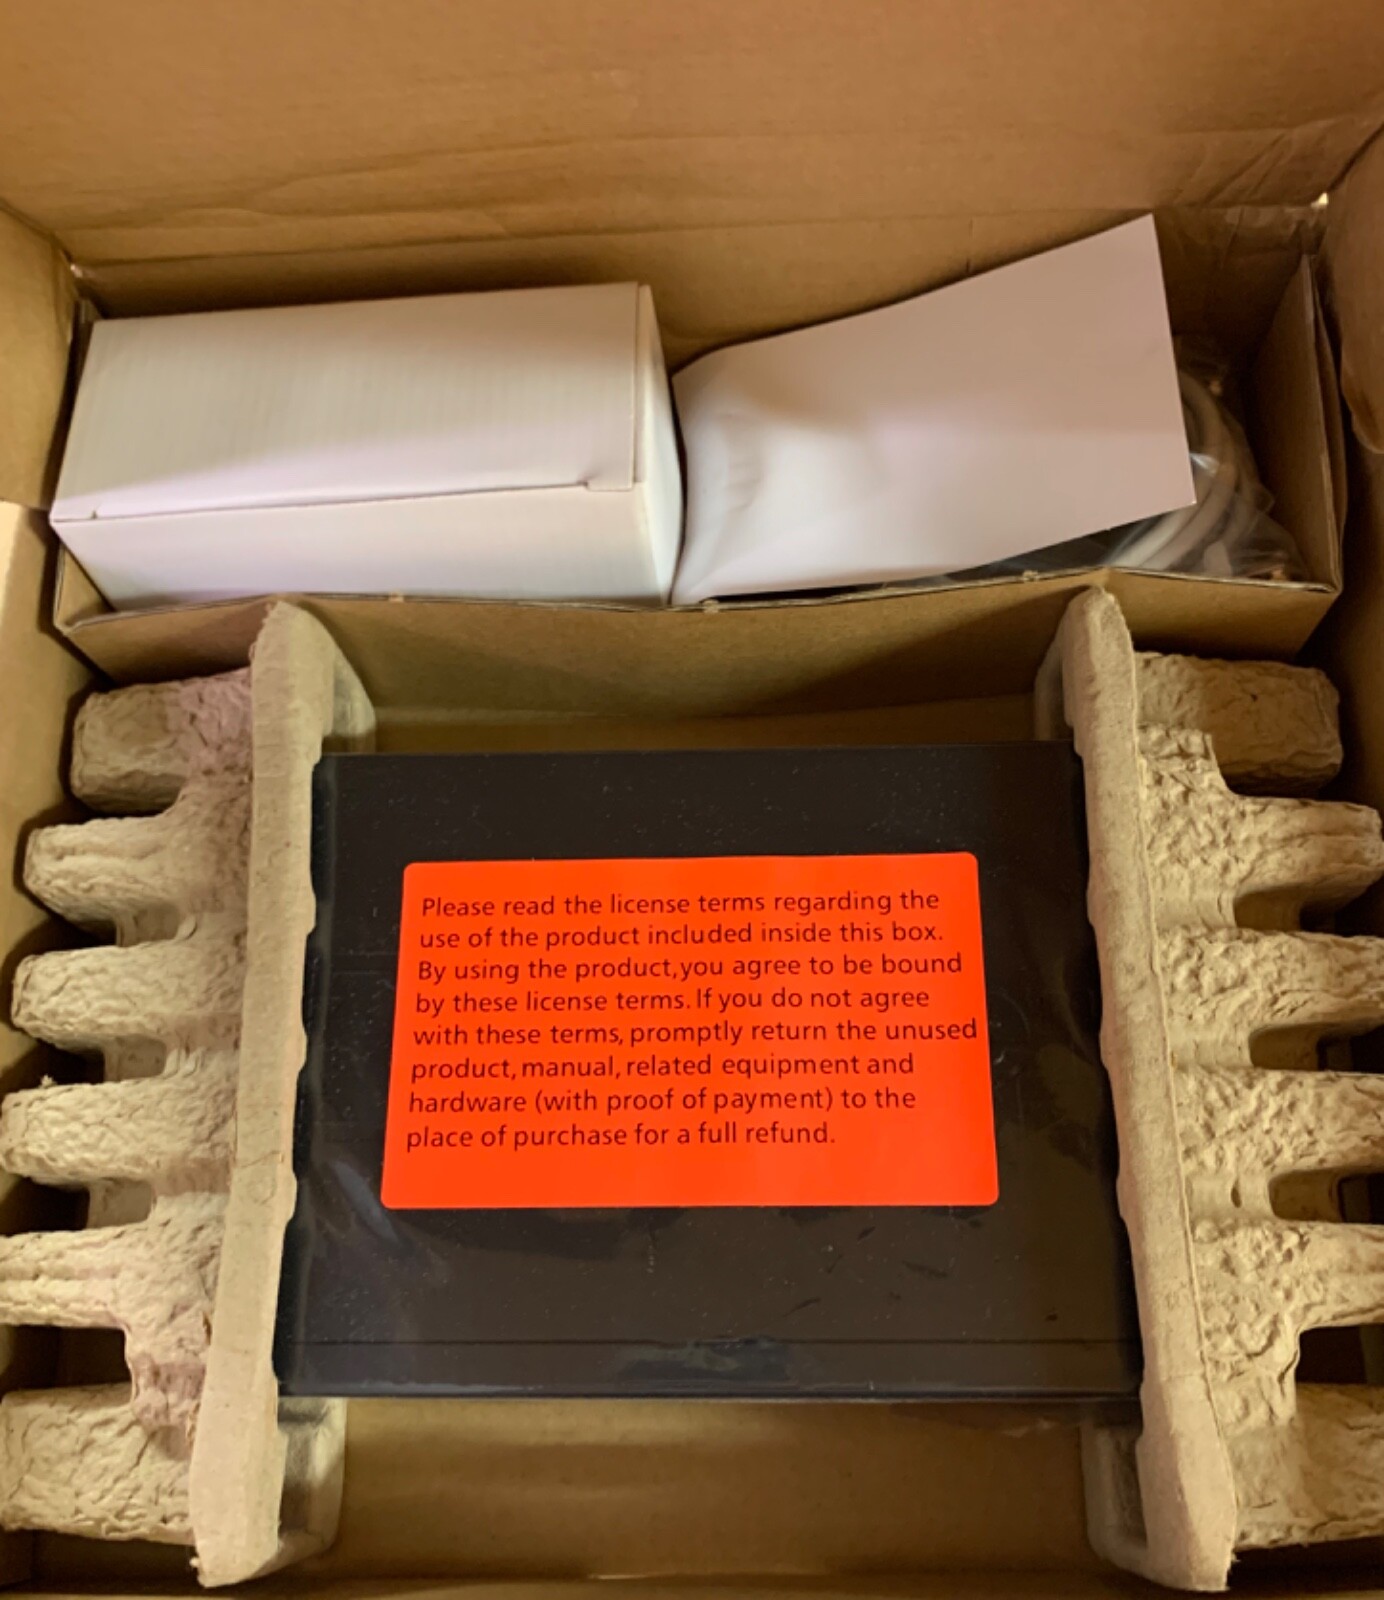 Please read the license terms regarding the
use of the product included inside this box.
By using the product,you agree to be bound
by these license terms. If you do not agree
with these terms, promptly return the unused
product, manual, related equipment and
hardware (with proof of payment) to the
place of purchase for a full refund.